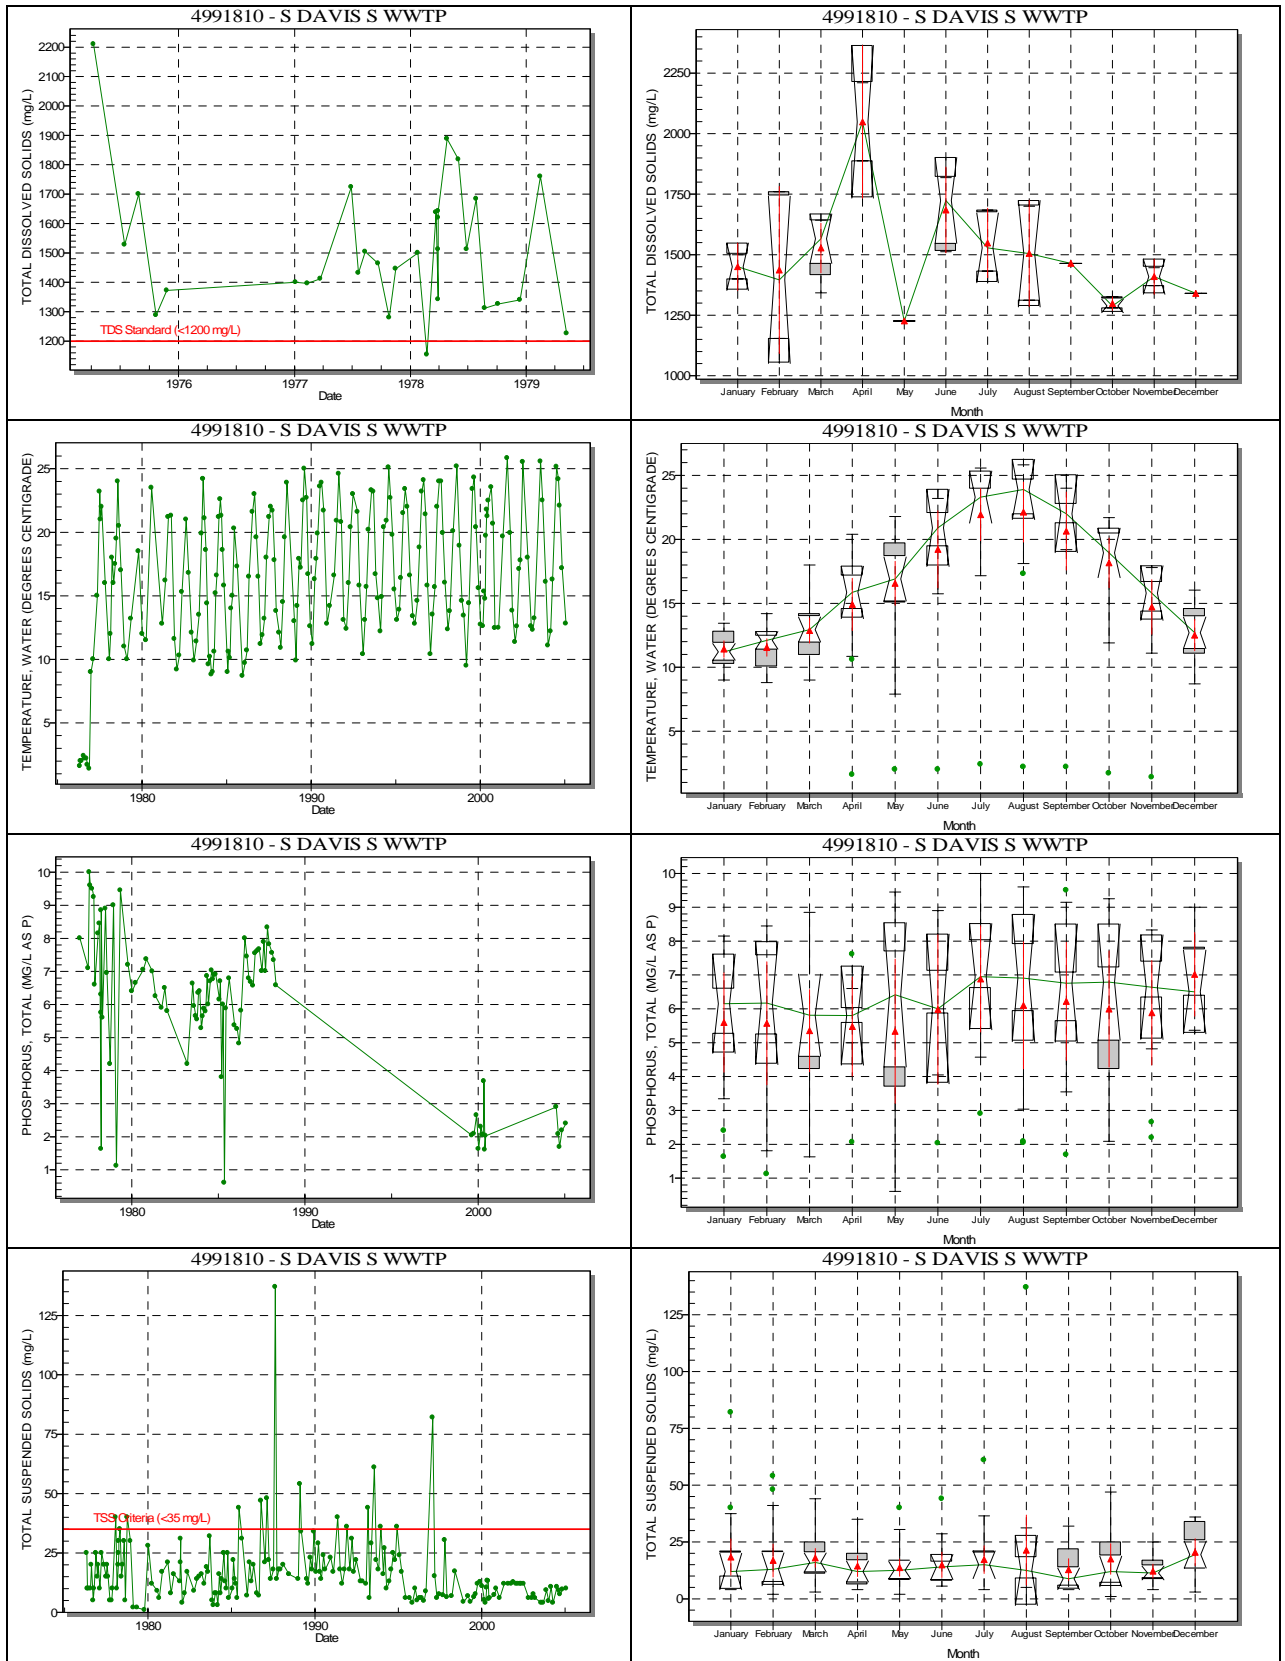 4991810 - S DAVIS S WWTP
TOTAL DISSOLVED SOLIDS (mg/L)
2200
2100
2000
1900
1800
1700
1600
1500
1400
1300
1200
TDS Standard (<1200 mg/L)
1976 1977 1978 1979
Date
4991810 - S DAVIS S WWTP
TOTAL DISSOLVED SOLIDS (mg/L)
2250
2000
1750
1500
1250
1000
January February March April May June July August September October November December
Month
4991810 - S DAVIS S WWTP
TEMPERATURE, WATER (DEGREES CENTIGRADE)
25
20
15
10
5
1980 1990 2000
Date
4991810 - S DAVIS S WWTP
TEMPERATURE, WATER (DEGREES CENTIGRADE)
25
20
15
10
5
January February March April May June July August September October November December
Month
4991810 - S DAVIS S WWTP
PHOSPHORUS, TOTAL (MG/L AS P)
10
9
8
7
6
5
4
3
2
1
1980 1990 2000
Date
4991810 - S DAVIS S WWTP
PHOSPHORUS, TOTAL (MG/L AS P)
10
9
8
7
6
5
4
3
2
1
January February March April May June July August September October November December
Month
4991810 - S DAVIS S WWTP
TOTAL SUSPENDED SOLIDS (mg/L)
125
100
75
50
25
0
TSS Criteria (<35 mg/L)
1980 1990 2000
Date
4991810 - S DAVIS S WWTP
TOTAL SUSPENDED SOLIDS (mg/L)
125
100
75
50
25
0
January February March April May June July August September October November December
Month